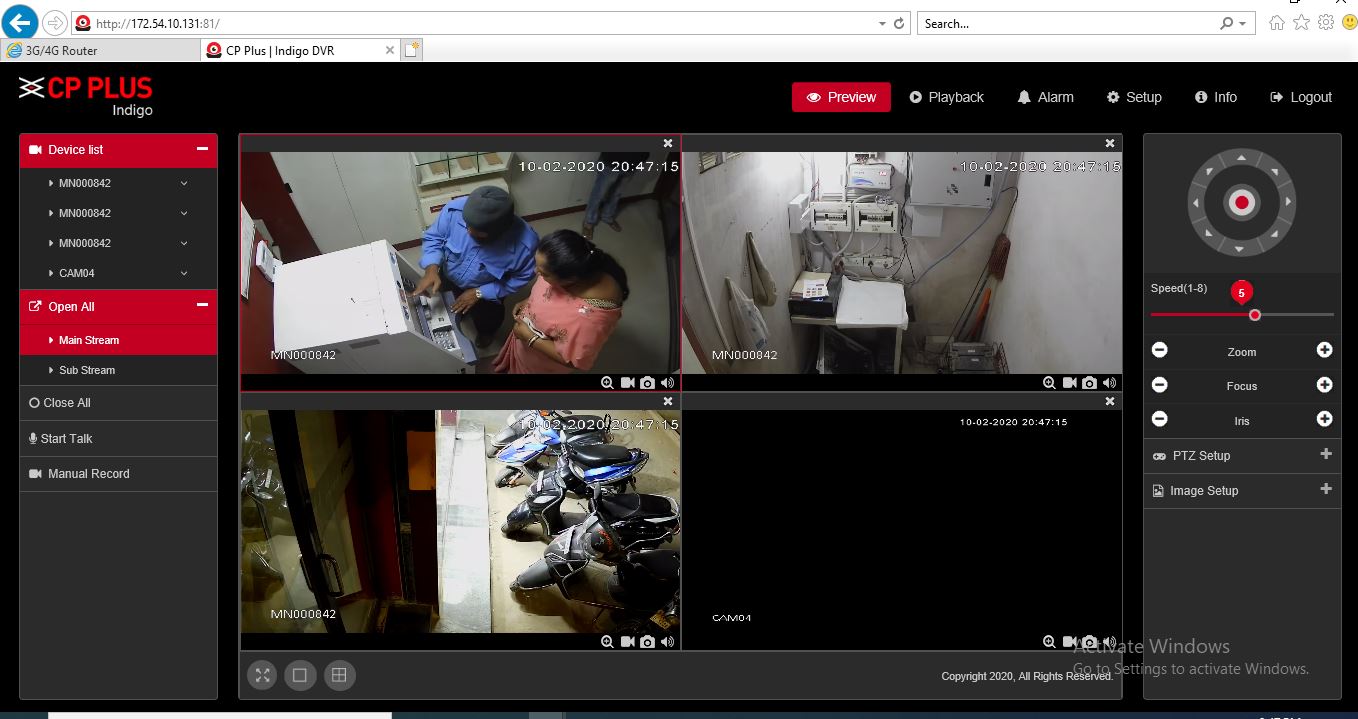 http://172.54.10.131:81/
Search...
3G/4G Router
CP Plus | Indigo DVR
CP PLUS
Indigo
Preview
Playback
Alarm
Setup
Info
Logout
Device list
MN000842
MN000842
MN000842
CAM04
Open All
Main Stream
Sub Stream
Close All
Start Talk
Manual Record
10-02-2020 20:47:15
MN000842
10-02-2020 20:47:15
MN000842
10-02-2020 20:47:15
MN000842
10-02-2020 20:47:15
CAM04
Speed(1-8)
5
Zoom
Focus
Iris
PTZ Setup
Image Setup
Copyright 2020, All Rights Reserved.
Activate Windows
Go to Settings to activate Windows.